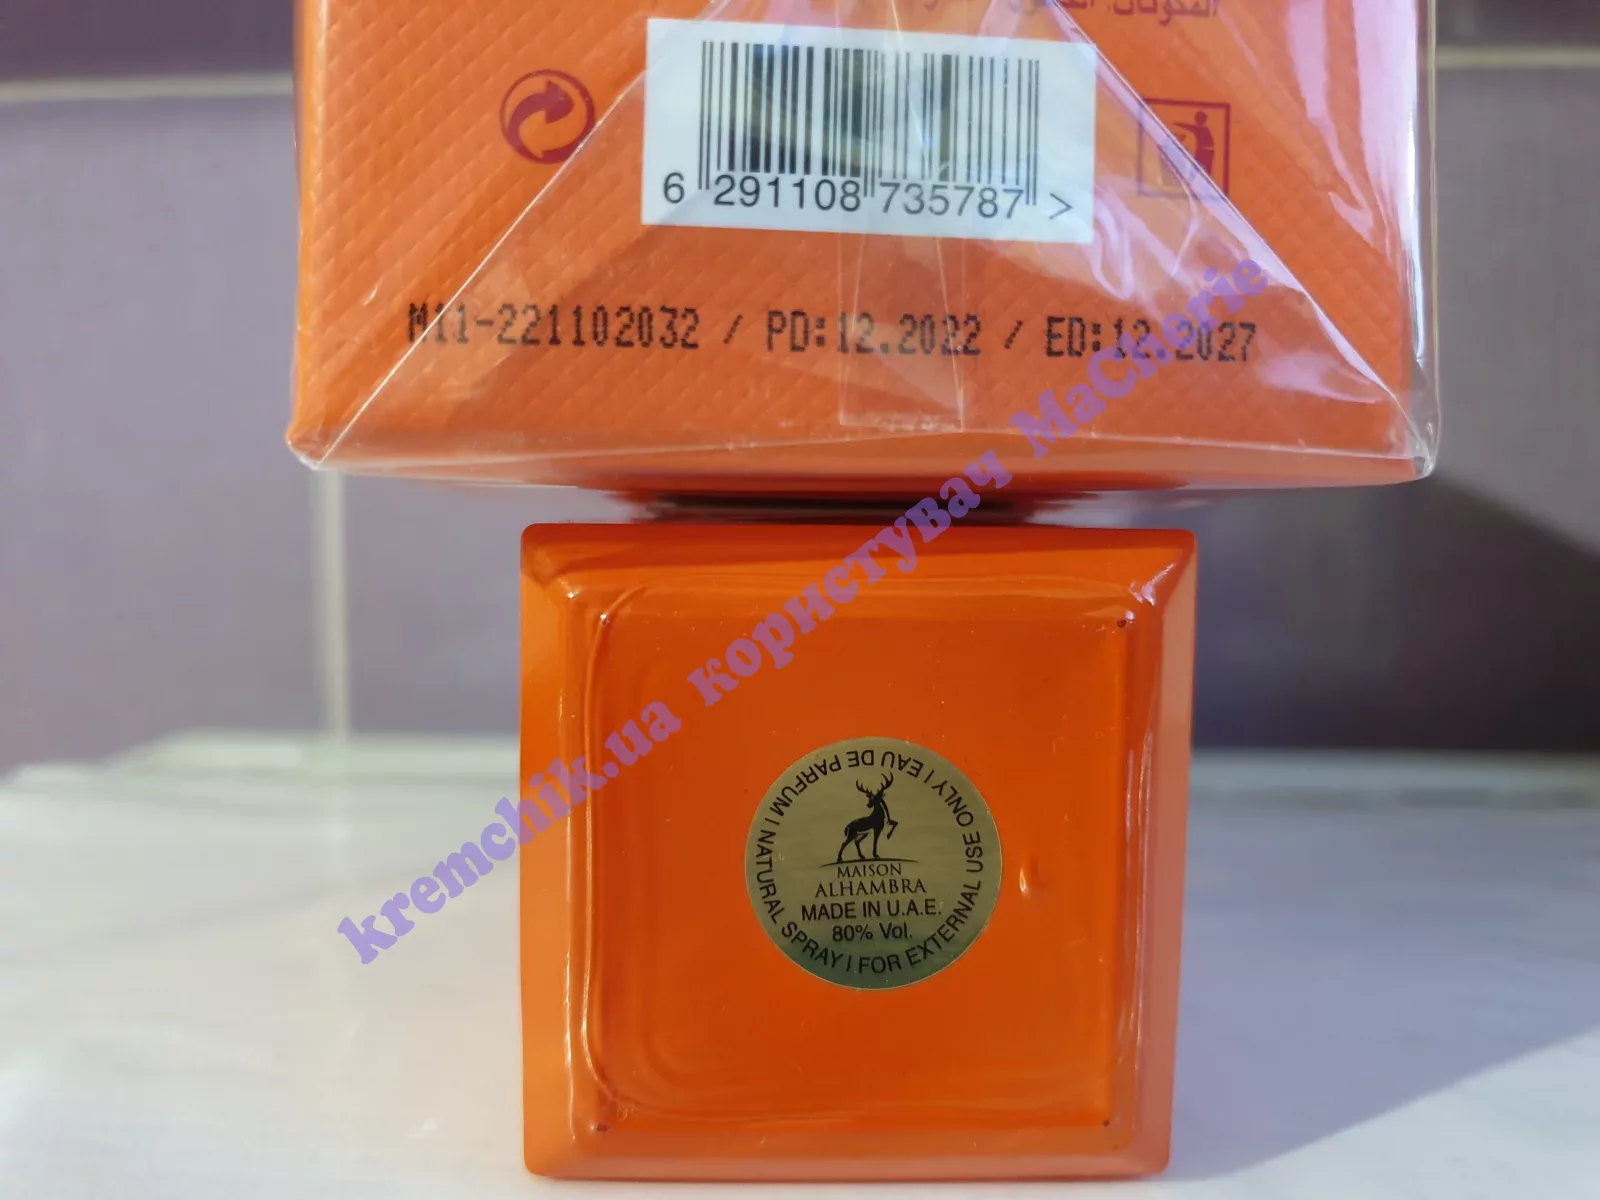 6 291108 735787 >
M11-221102032 / PD:12.2022 / ED:12.2027
kremchik.ua користувач MaCherie
MAISON
ALHAMBRA
MADE IN U.A.E.
80% Vol.
EAU DE PARFUM | NATURAL SPRAY | FOR EXTERNAL USE ONLY |